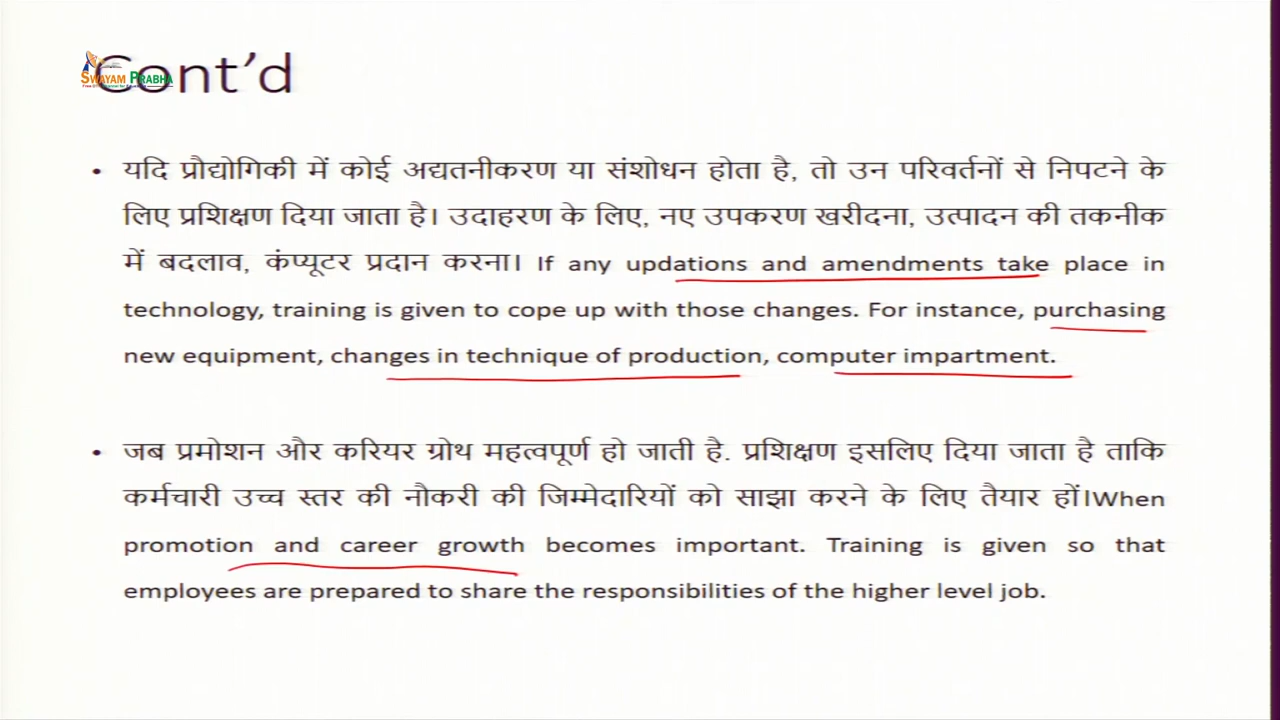 Cont'd
SWAYAM PRABHA
• यदि प्रौद्योगिकी में कोई अद्यतनीकरण या संशोधन होता है, तो उन परिवर्तनों से निपटने के
लिए प्रशिक्षण दिया जाता है। उदाहरण के लिए, नए उपकरण खरीदना, उत्पादन की तकनीक
में बदलाव, कंप्यूटर प्रदान करना। If any updations and amendments take place in
technology, training is given to cope up with those changes. For instance, purchasing
new equipment, changes in technique of production, computer impartment.
• जब प्रमोशन और करियर ग्रोथ महत्वपूर्ण हो जाती है. प्रशिक्षण इसलिए दिया जाता है ताकि
कर्मचारी उच्च स्तर की नौकरी की जिम्मेदारियों को साझा करने के लिए तैयार हों।When
promotion and career growth becomes important. Training is given so that
employees are prepared to share the responsibilities of the higher level job.